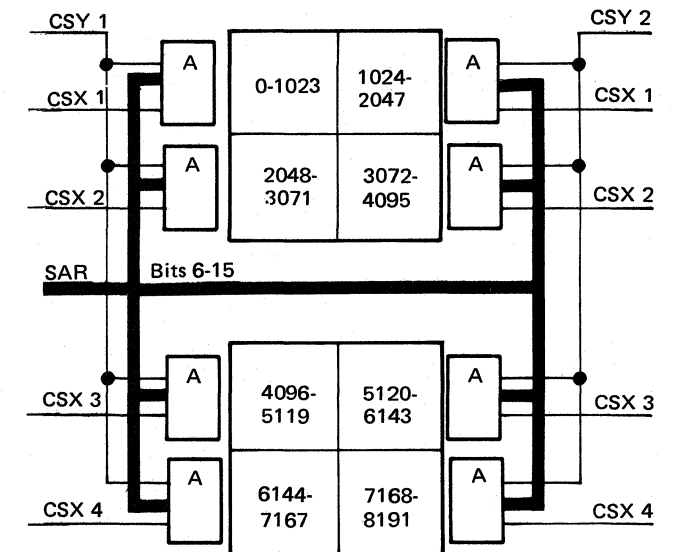 CSY 1
CSY 2
A
0-1023
1024-
2047
A
CSX 1
CSX 1
A
2048-
3071
3072-
4095
A
CSX 2
CSX 2
SAR
Bits 6-15
A
4096-
5119
5120-
6143
A
CSX 3
CSX 3
A
6144-
7167
7168-
8191
A
CSX 4
CSX 4